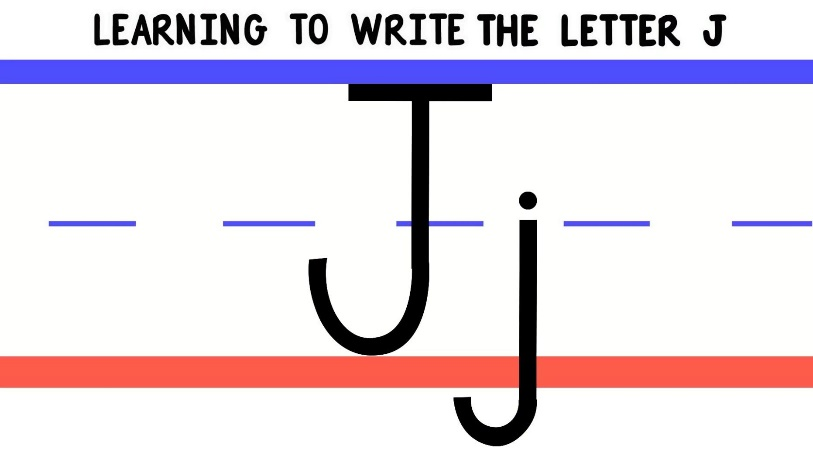 LEARNING TO WRITE THE LETTER J
J j